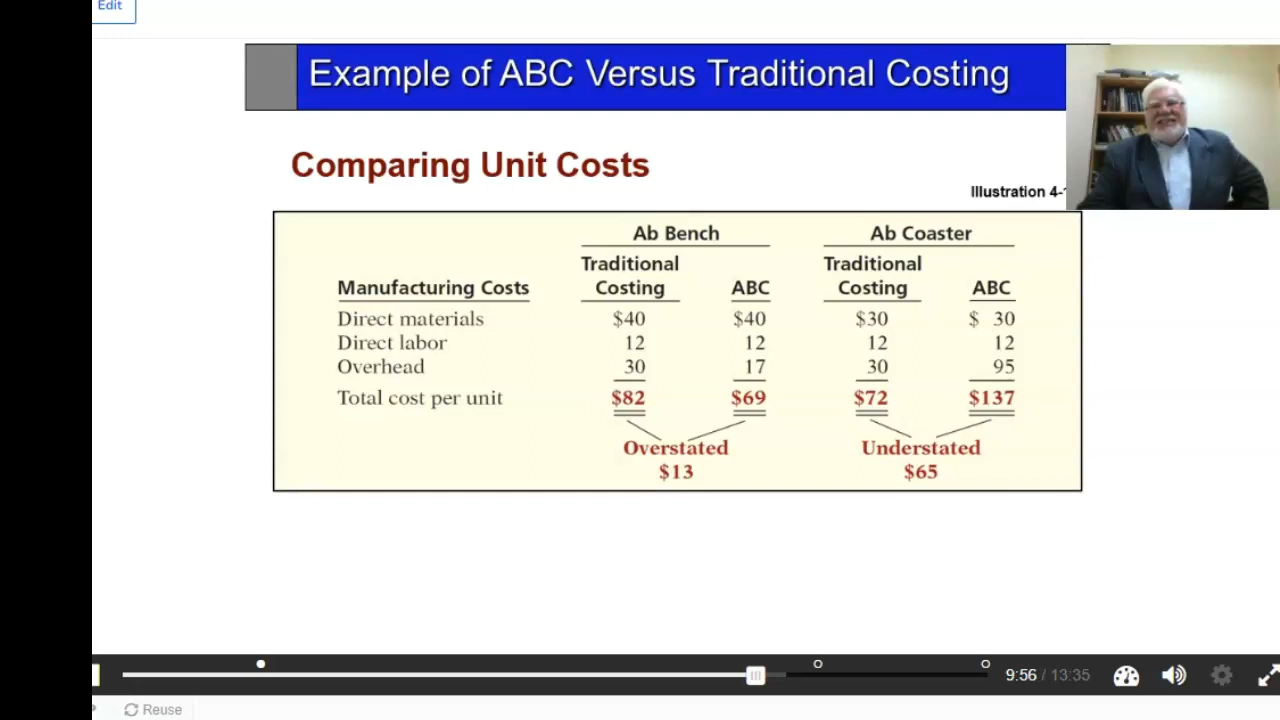 Edit
Example of ABC Versus Traditional Costing
Comparing Unit Costs
Illustration 4-
Ab Bench Ab Coaster
Traditional Traditional
Manufacturing Costs Costing ABC Costing ABC
Direct materials $40 $40 $30 $ 30
Direct labor 12 12 12 12
Overhead 30 17 30 95
Total cost per unit $82 $69 $72 $137
Overstated Understated
$13 $65
9:56 / 13:35
Reuse